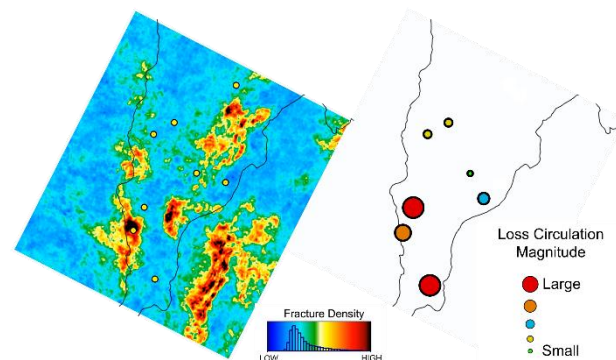 Fracture Density
LOW
HIGH
Loss Circulation
Magnitude
Large
Small